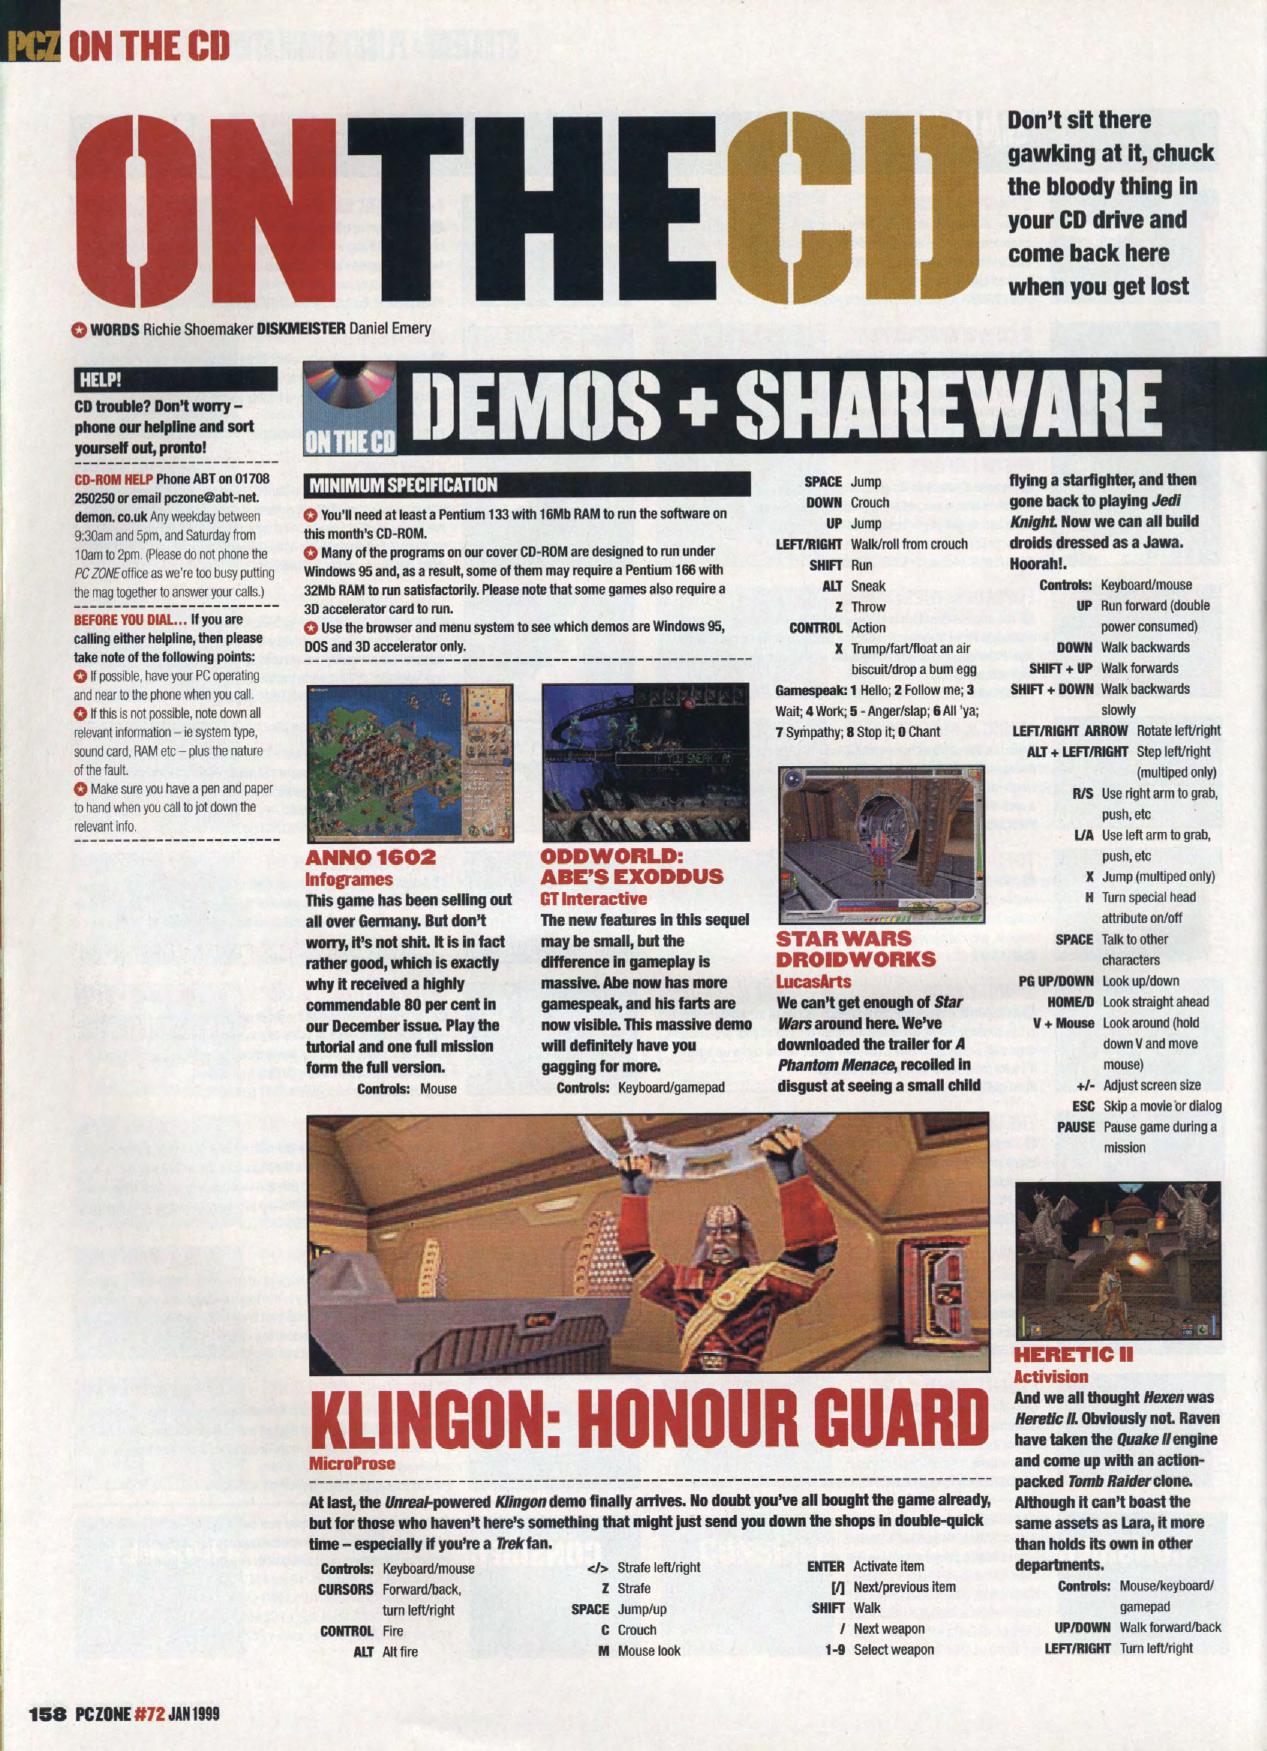 PCZ ON THE CD
ON THE CD
Don't sit there
gawking at it, chuck
the bloody thing in
your CD drive and
come back here
when you get lost
WORDS Richie Shoemaker DISKMEISTER Daniel Emery
HELP!
CD trouble? Don't worry –
phone our helpline and sort
yourself out, pronto!
CD-ROM HELP Phone ABT on 01708
250250 or email pczone@abt-net.
demon. co.uk Any weekday between
9:30am and 5pm, and Saturday from
10am to 2pm. (Please do not phone the
PC ZONE office as we're too busy putting
the mag together to answer your calls.)
BEFORE YOU DIAL... If you are
calling either helpline, then please
take note of the following points:
If possible, have your PC operating
and near to the phone when you call.
If this is not possible, note down all
relevant information – ie system type,
sound card, RAM etc – plus the nature
of the fault.
Make sure you have a pen and paper
to hand when you call to jot down the
relevant info.
ON THE CD
DEMOS + SHAREWARE
MINIMUM SPECIFICATION
You'll need at least a Pentium 133 with 16Mb RAM to run the software on
this month's CD-ROM.
Many of the programs on our cover CD-ROM are designed to run under
Windows 95 and, as a result, some of them may require a Pentium 166 with
32Mb RAM to run satisfactorily. Please note that some games also require a
3D accelerator card to run.
Use the browser and menu system to see which demos are Windows 95,
DOS and 3D accelerator only.
ANNO 1602
Infogrames
This game has been selling out
all over Germany. But don't
worry, it's not shit. It is in fact
rather good, which is exactly
why it received a highly
commendable 80 per cent in
our December issue. Play the
tutorial and one full mission
form the full version.
Controls: Mouse
IF YOU SNEAK, A
ODDWORLD:
ABE'S EXODDUS
GT Interactive
The new features in this sequel
may be small, but the
difference in gameplay is
massive. Abe now has more
gamespeak, and his farts are
now visible. This massive demo
will definitely have you
gagging for more.
Controls: Keyboard/gamepad
SPACE Jump
DOWN Crouch
UP Jump
LEFT/RIGHT Walk/roll from crouch
SHIFT Run
ALT Sneak
Z Throw
CONTROL Action
X Trump/fart/float an air
biscuit/drop a bum egg
Gamespeak: 1 Hello; 2 Follow me; 3
Wait; 4 Work; 5 - Anger/slap; 6 All 'ya;
7 Sympathy; 8 Stop it; 0 Chant
STAR WARS
DROIDWORKS
LucasArts
We can't get enough of Star
Wars around here. We've
downloaded the trailer for A
Phantom Menace, recoiled in
disgust at seeing a small child
flying a starfighter, and then
gone back to playing Jedi
Knight. Now we can all build
droids dressed as a Jawa.
Hoorah!.
Controls: Keyboard/mouse
UP Run forward (double
power consumed)
DOWN Walk backwards
SHIFT + UP Walk forwards
SHIFT + DOWN Walk backwards
slowly
LEFT/RIGHT ARROW Rotate left/right
ALT + LEFT/RIGHT Step left/right
(multiped only)
R/S Use right arm to grab,
push, etc
L/A Use left arm to grab,
push, etc
X Jump (multiped only)
H Turn special head
attribute on/off
SPACE Talk to other
characters
PG UP/DOWN Look up/down
HOME/D Look straight ahead
V + Mouse Look around (hold
down V and move
mouse)
+/- Adjust screen size
ESC Skip a movie or dialog
PAUSE Pause game during a
mission
KLINGON: HONOUR GUARD
MicroProse
At last, the Unreal-powered Klingon demo finally arrives. No doubt you've all bought the game already,
but for those who haven't here's something that might just send you down the shops in double-quick
time – especially if you're a Trek fan.
Controls: Keyboard/mouse
CURSORS Forward/back,
turn left/right
CONTROL Fire
ALT Alt fire
</> Strafe left/right
Z Strafe
SPACE Jump/up
C Crouch
M Mouse look
ENTER Activate item
[/] Next/previous item
SHIFT Walk
/ Next weapon
1-9 Select weapon
HERETIC II
Activision
And we all thought Hexen was
Heretic II. Obviously not. Raven
have taken the Quake II engine
and come up with an action-
packed Tomb Raider clone.
Although it can't boast the
same assets as Lara, it more
than holds its own in other
departments.
Controls: Mouse/keyboard/
gamepad
UP/DOWN Walk forward/back
LEFT/RIGHT Turn left/right
158 PCZONE #72 JAN 1999